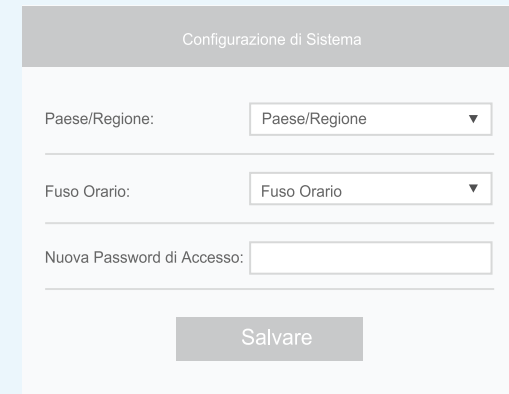 Configurazione di Sistema
Paese/Regione: Paese/Regione
Fuso Orario: Fuso Orario
Nuova Password di Accesso:
Salvare